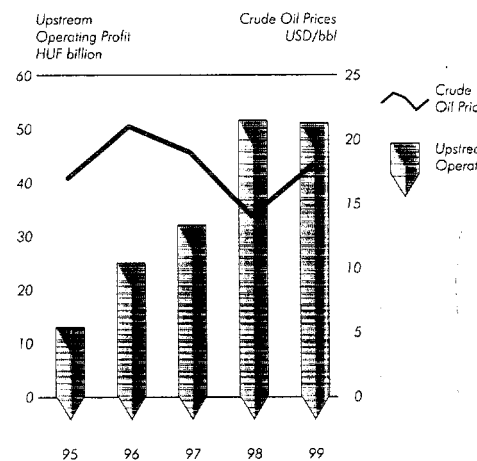 Upstream
Operating Profit
HUF billion
Crude Oil Prices
USD/bbl
60
50
40
30
20
10
0
25
20
15
10
5
0
95 96 97 98 99
Crude
Oil Pric
Upstrea
Operat